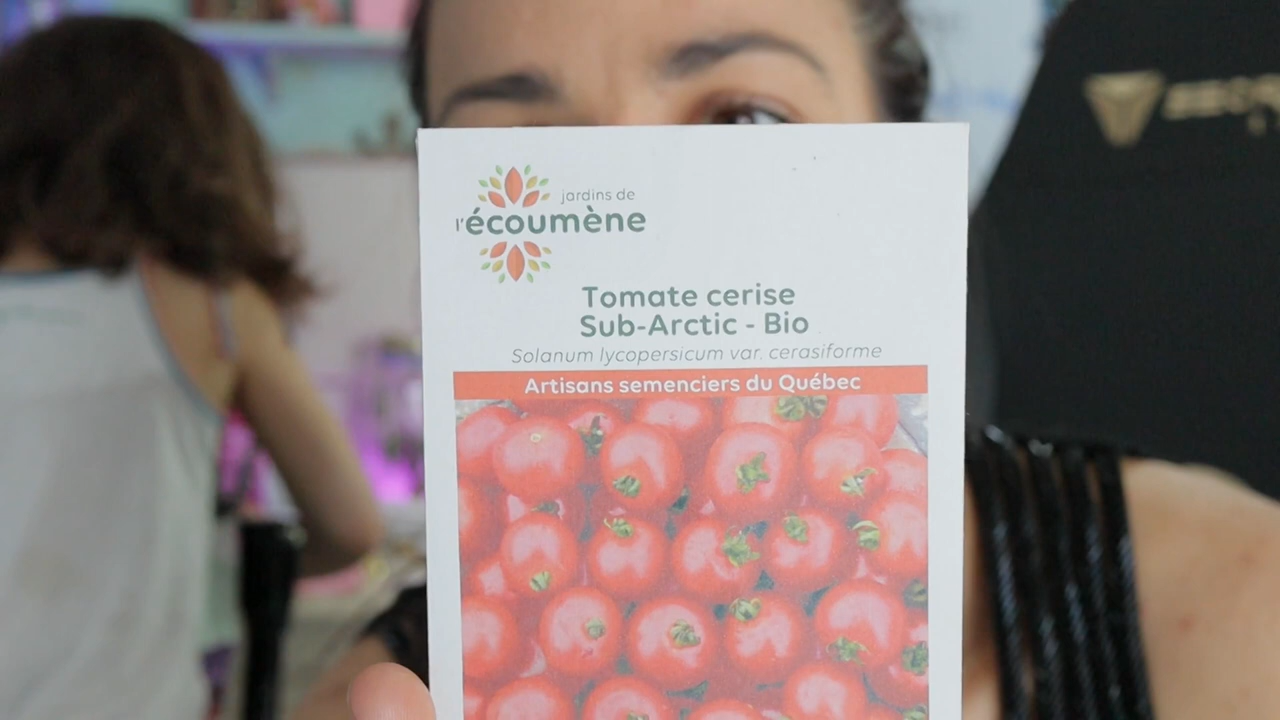 jardins de
l'écoumène
Tomate cerise
Sub-Arctic - Bio
Solanum lycopersicum var. cerasiforme
Artisans semenciers du Québec